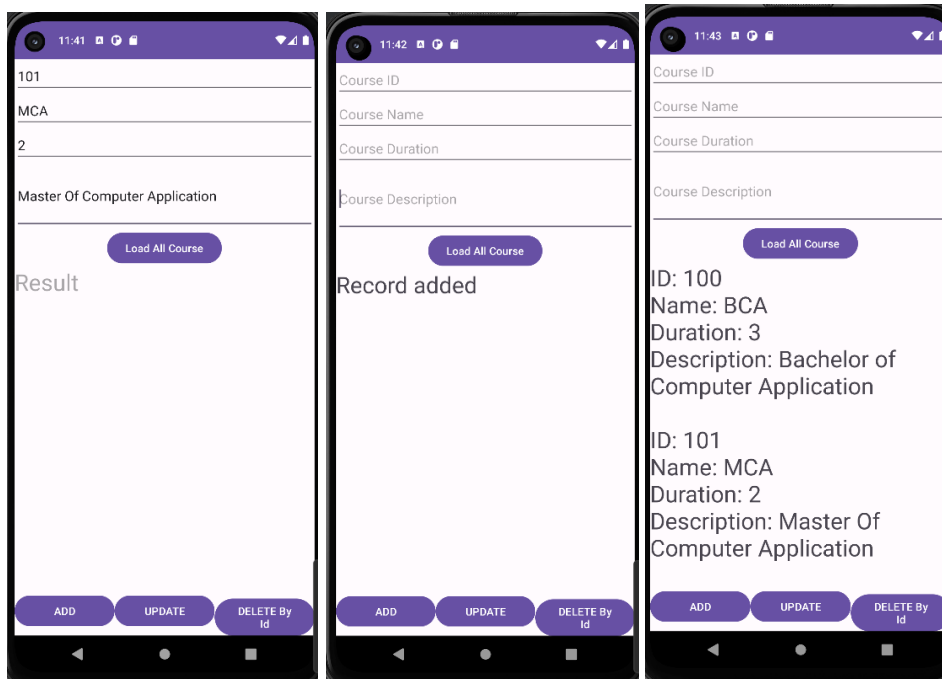 11:41
101
MCA
2
Master Of Computer Application
Load All Course
Result
ADD
UPDATE
DELETE By
Id
11:42
Course ID
Course Name
Course Duration
Course Description
Load All Course
Record added
ADD
UPDATE
DELETE By
Id
11:43
Course ID
Course Name
Course Duration
Course Description
Load All Course
ID: 100
Name: BCA
Duration: 3
Description: Bachelor of
Computer Application
ID: 101
Name: MCA
Duration: 2
Description: Master Of
Computer Application
ADD
UPDATE
DELETE By
Id